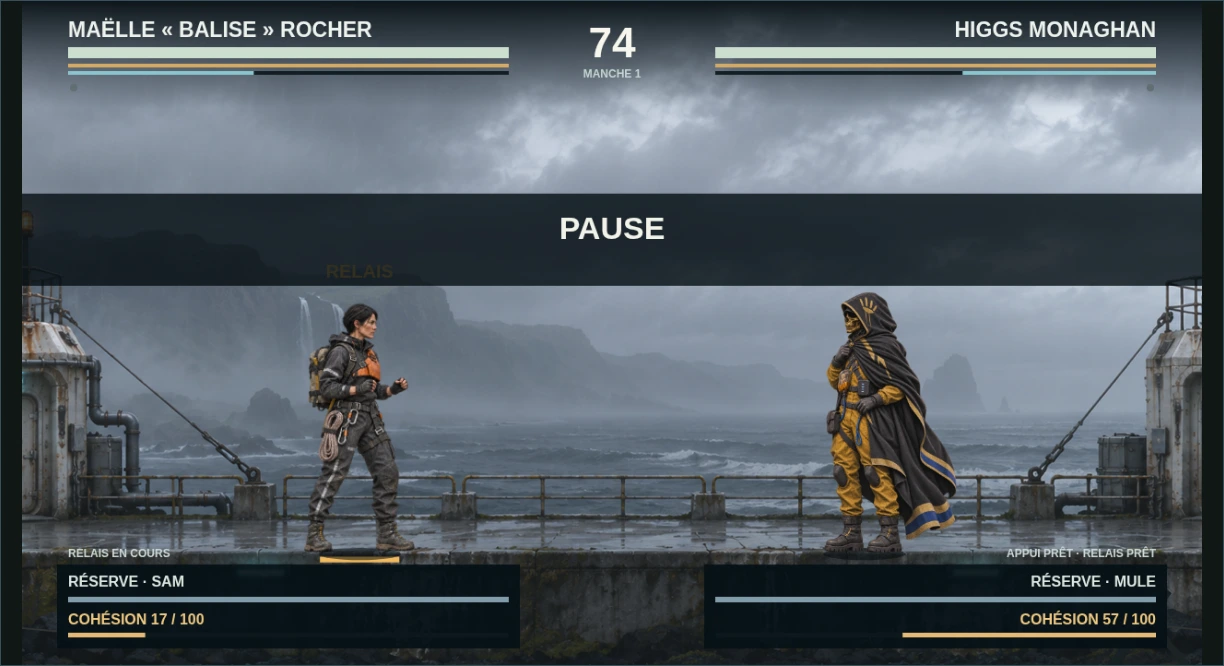 MAËLLE « BALISE » ROCHER
74
MANCHE 1
HIGGS MONAGHAN
PAUSE
RELAIS
RELAIS EN COURS
RÉSERVE · SAM
COHÉSION 17 / 100
APPUI PRÊT · RELAIS PRÊT
RÉSERVE · MULE
COHÉSION 57 / 100